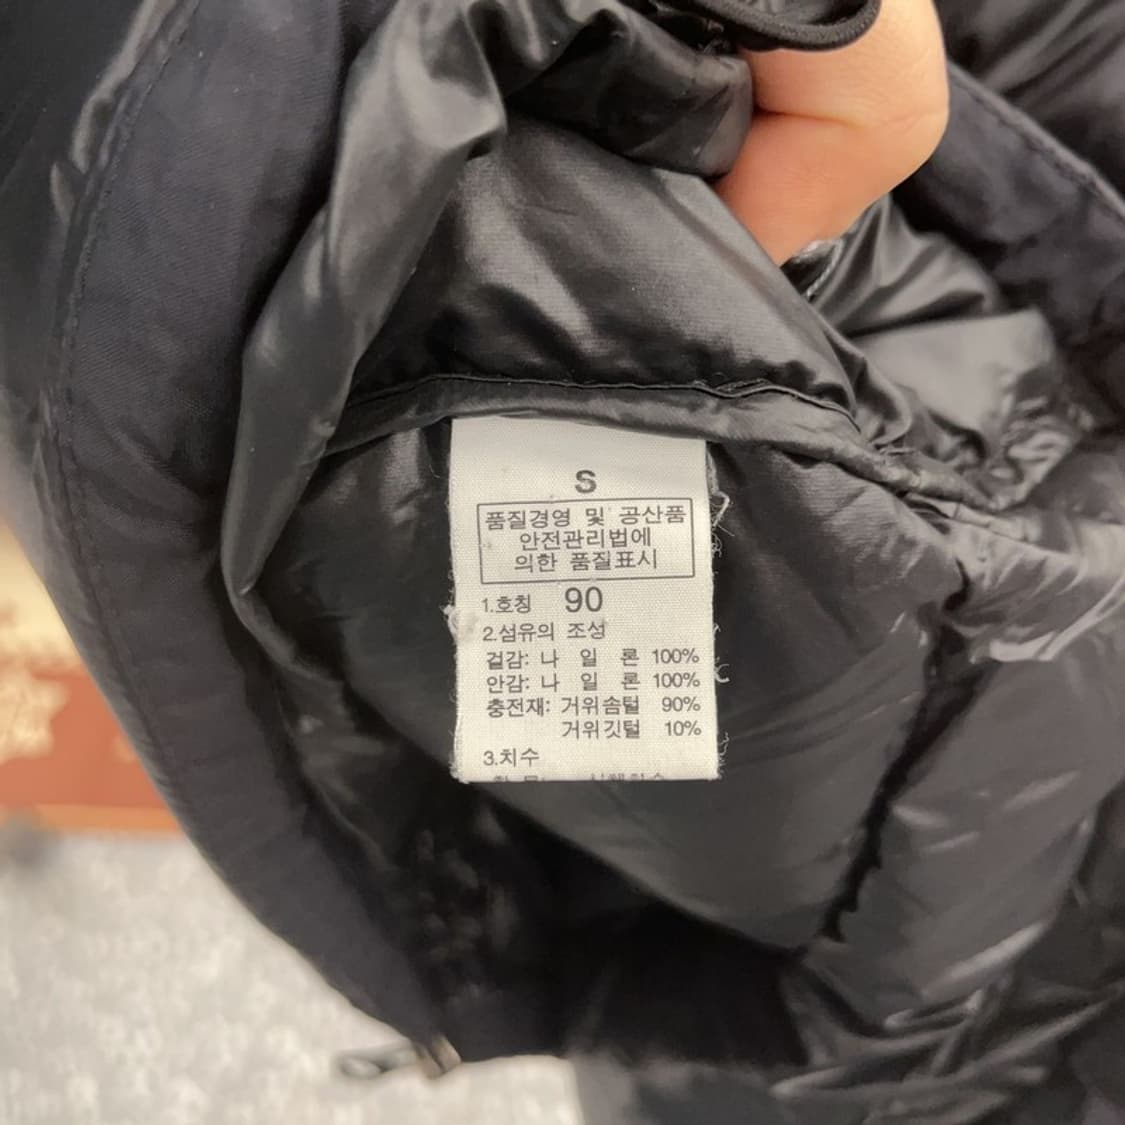 S
품질경영 및 공산품
안전관리법에
의한 품질표시
1.호칭 90
2.섬유의 조성
겉감: 나 일 론 100%
안감: 나 일 론 100%
충전재: 거위솜털 90%
거위깃털 10%
3.치수